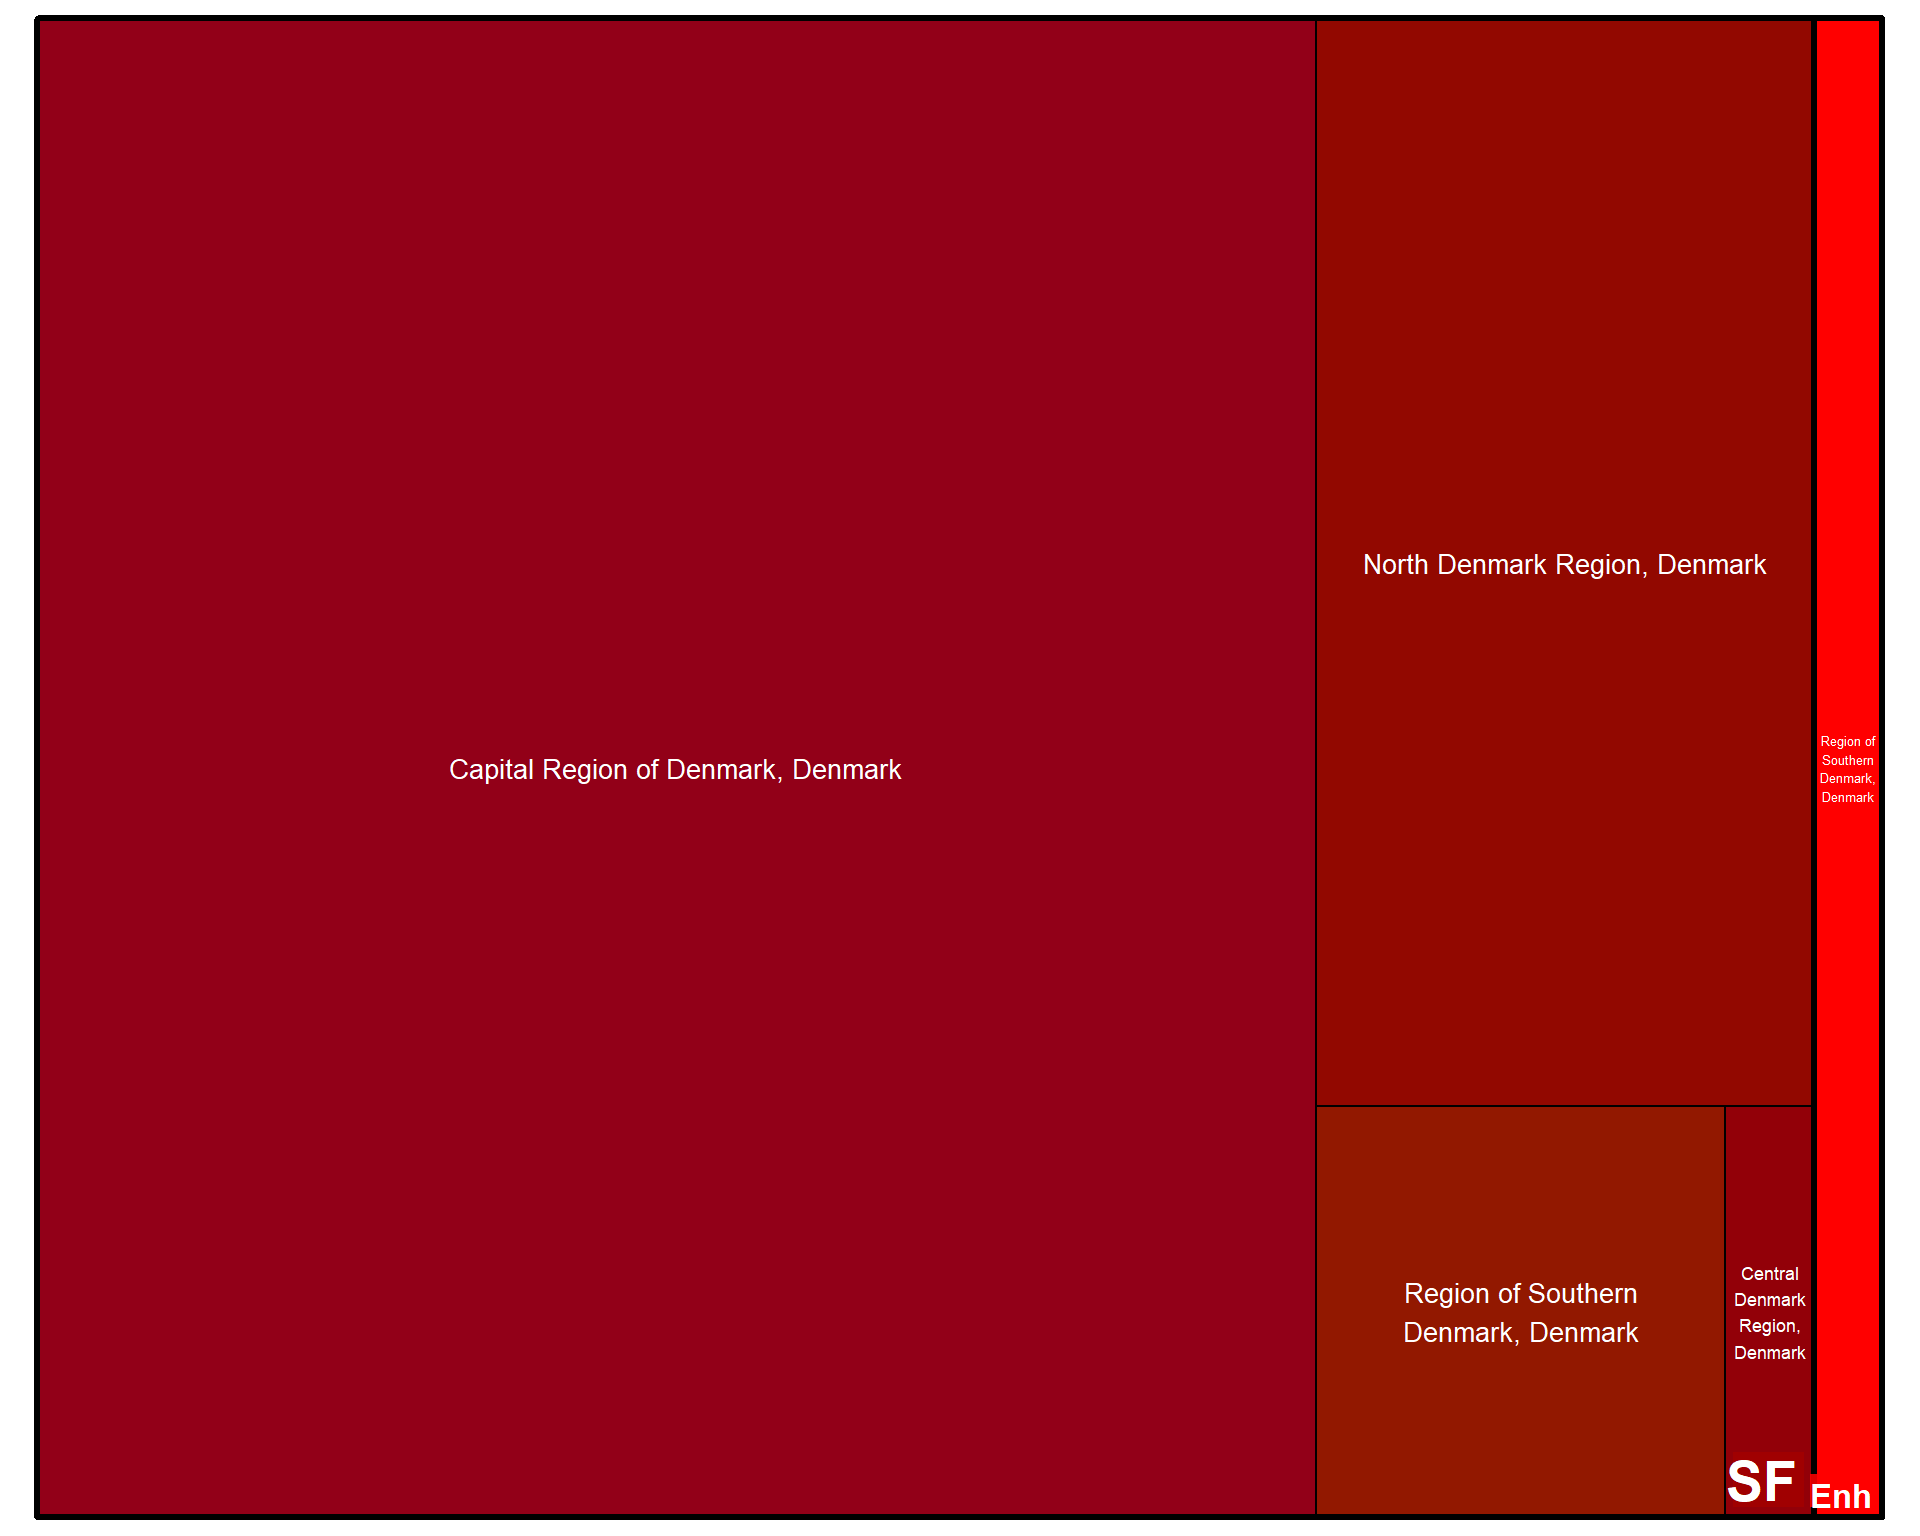 Capital Region of Denmark, Denmark
North Denmark Region, Denmark
Region of Southern
Denmark, Denmark
Central
Denmark
Region,
Denmark
SF
Region of
Southern
Denmark,
Denmark
Enh